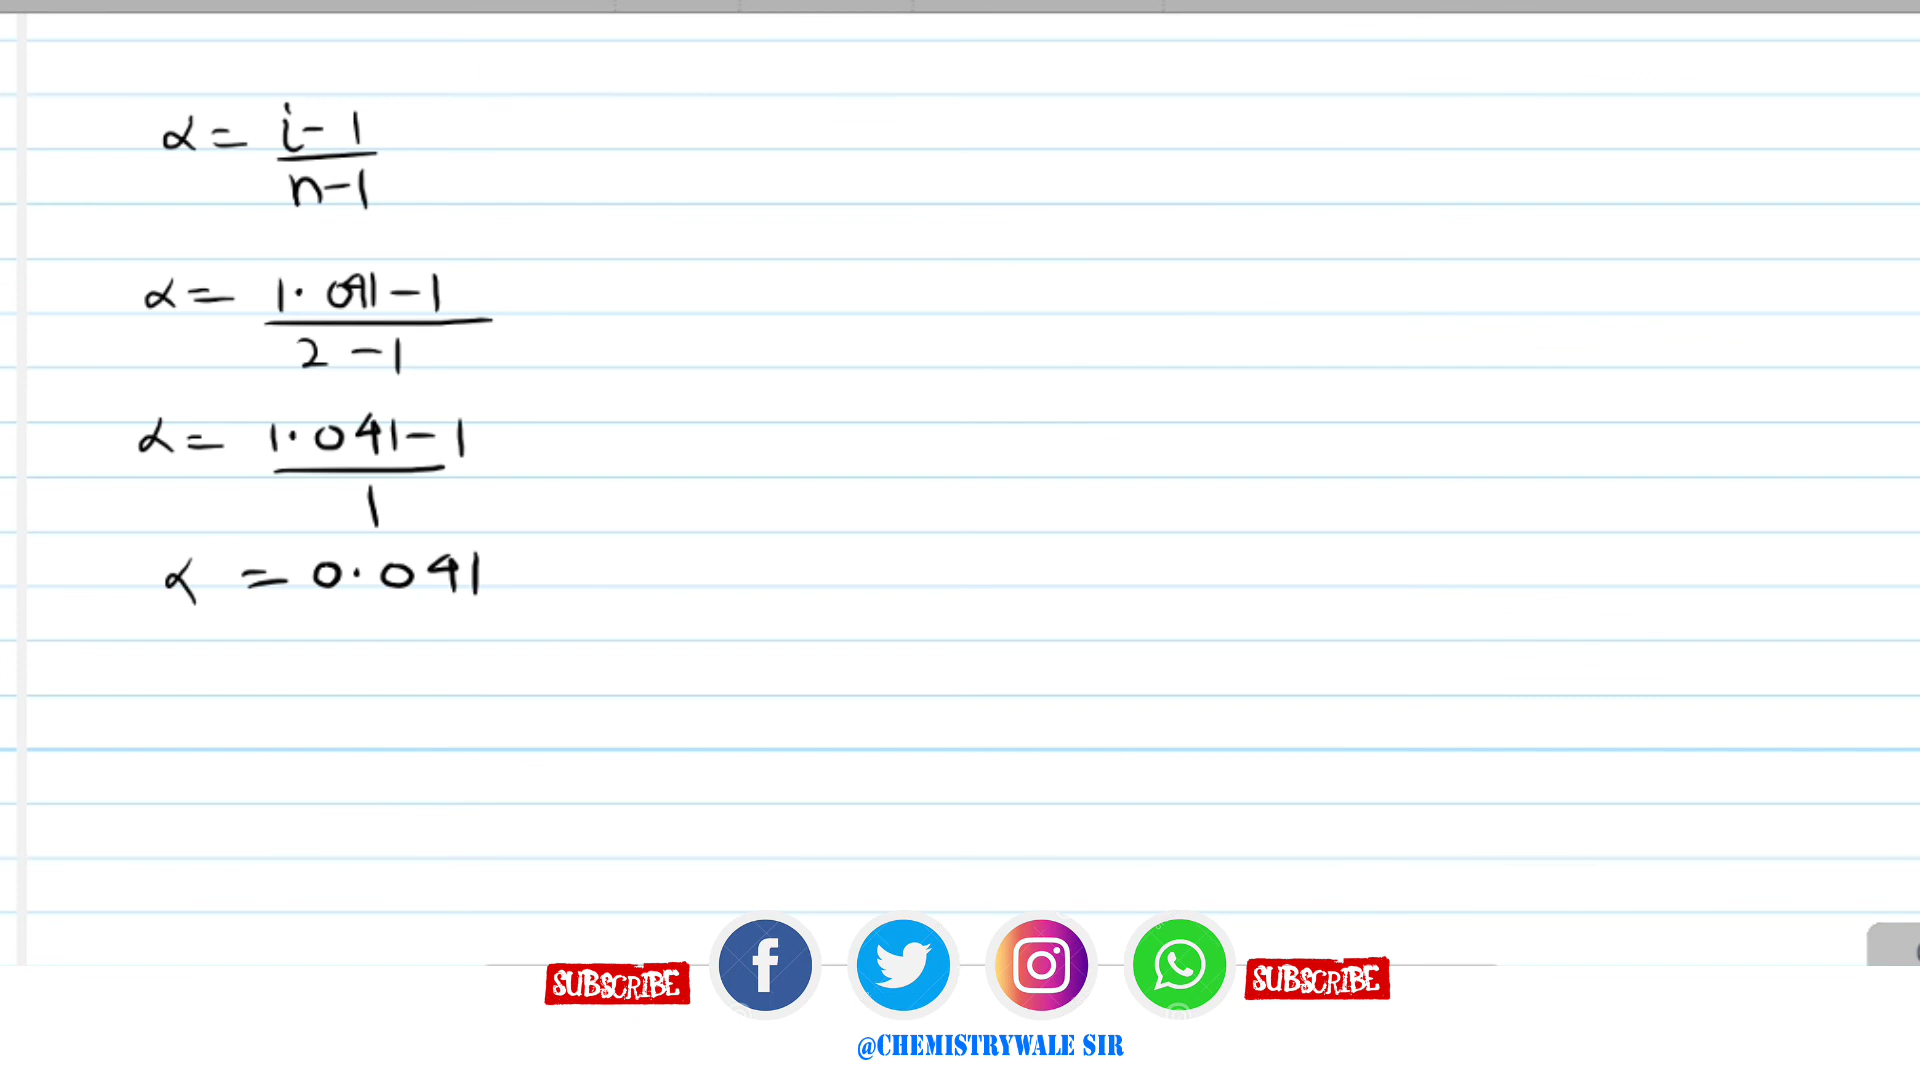 α = i - 1
n - 1
α = 1.041 - 1
2 - 1
α = 1.041 - 1
1
α = 0.041
SUBSCRIBE
SUBSCRIBE
@CHEMISTRYWALE SIR